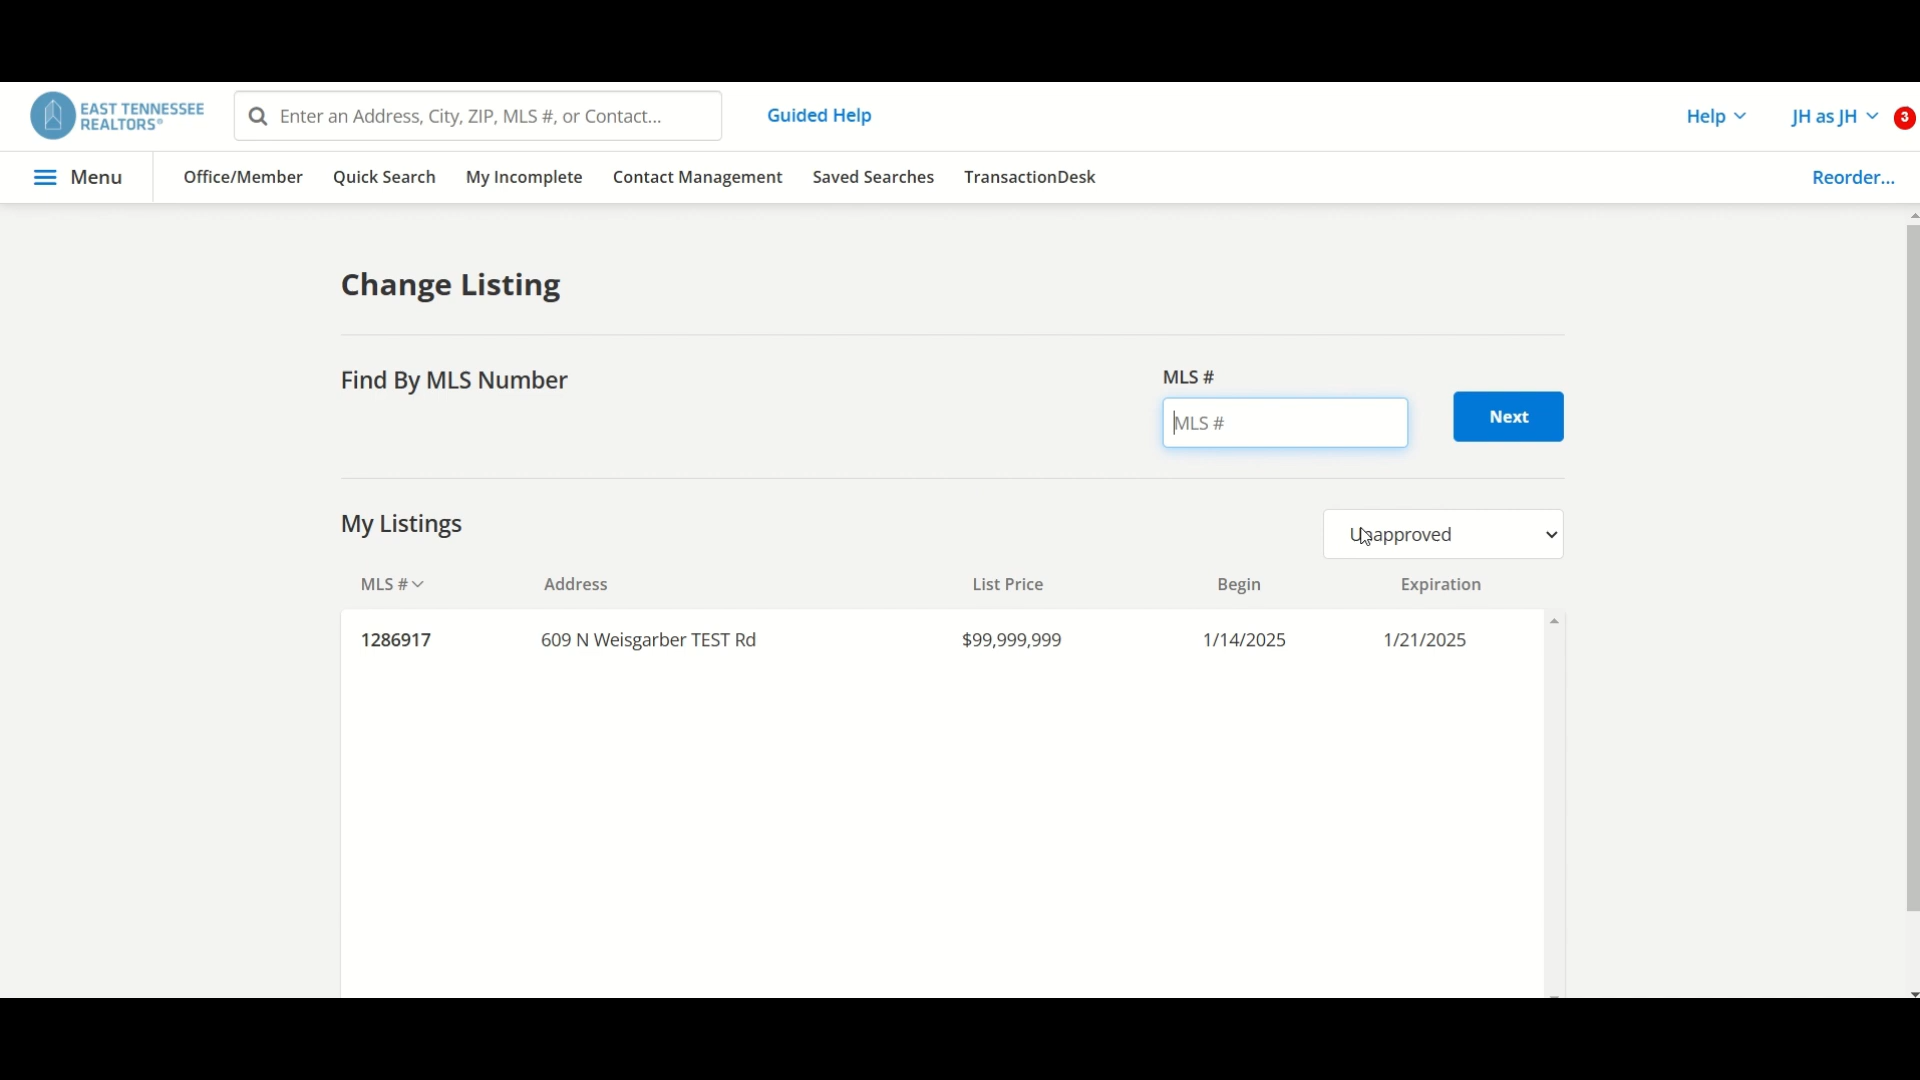 EAST TENNESSEE
REALTORS®
Enter an Address, City, ZIP, MLS #, or Contact...
Guided Help
Help
JH as JH
3
Menu
Office/Member
Quick Search
My Incomplete
Contact Management
Saved Searches
TransactionDesk
Reorder...
Change Listing
Find By MLS Number
MLS #
MLS #
Next
My Listings
Unapproved
MLS # Address List Price Begin Expiration
1286917 609 N Weisgarber TEST Rd $99,999,999 1/14/2025 1/21/2025